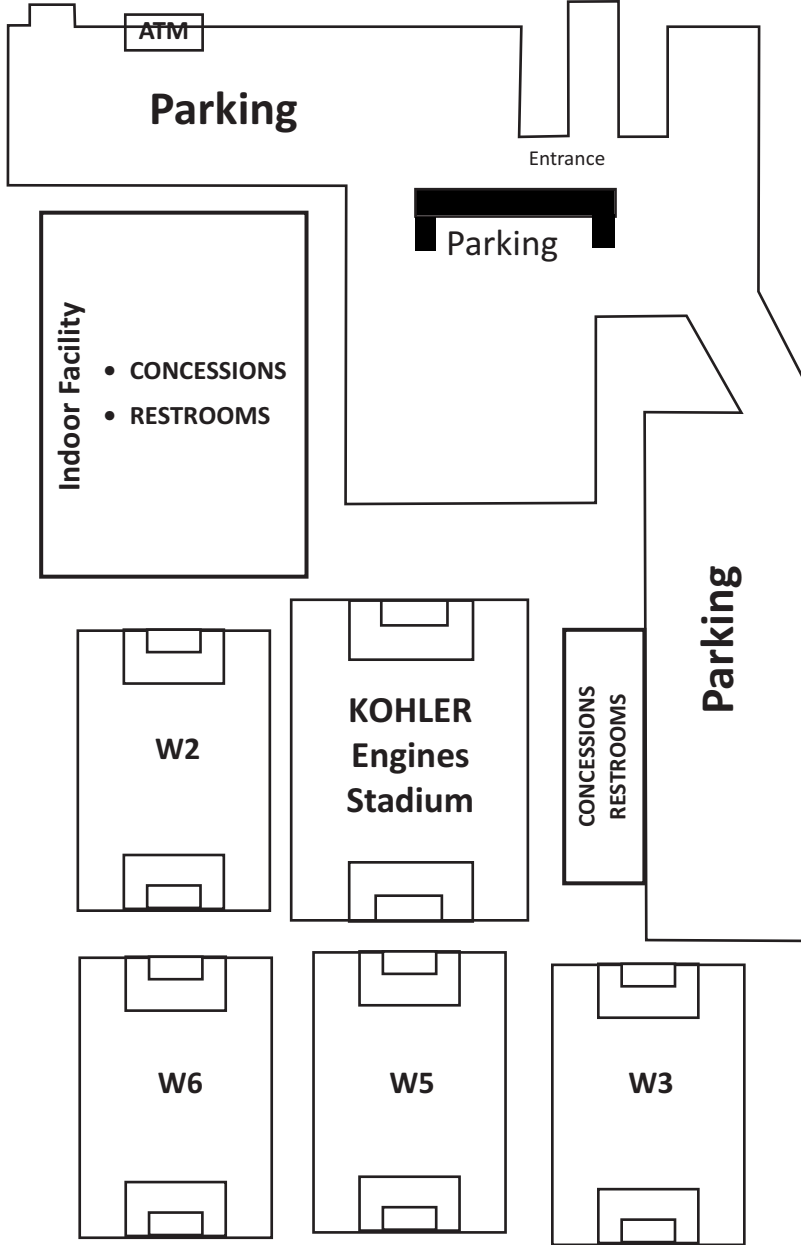 ATM
Parking
Entrance
Parking
Indoor Facility
• CONCESSIONS
• RESTROOMS
Parking
W2
KOHLER
Engines
Stadium
CONCESSIONS
RESTROOMS
W6
W5
W3